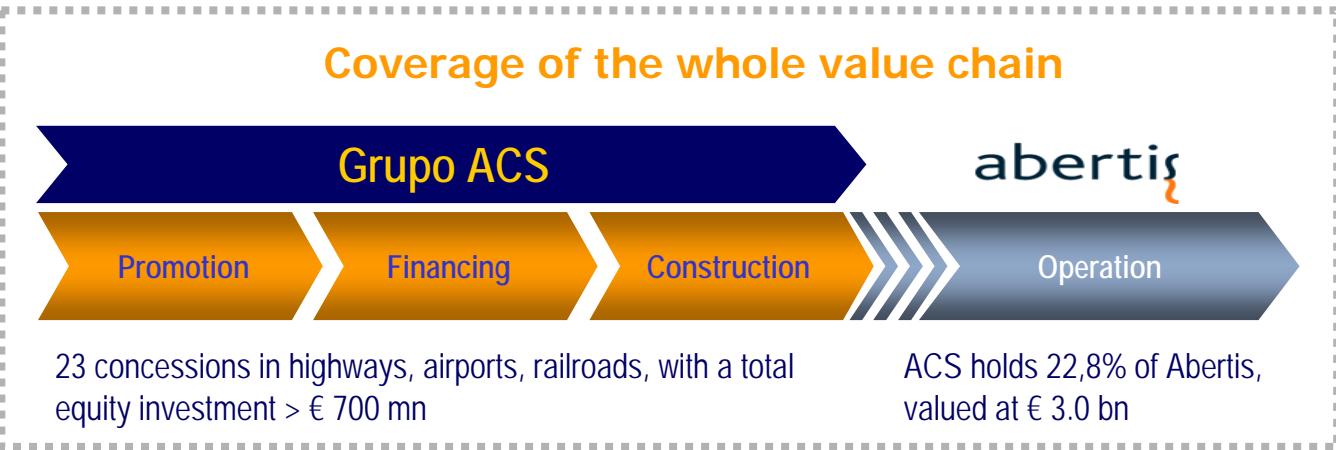 Coverage of the whole value chain
Grupo ACS
abertis
Promotion
Financing
Construction
Operation
23 concessions in highways, airports, railroads, with a total
equity investment > € 700 mn
ACS holds 22,8% of Abertis,
valued at € 3.0 bn